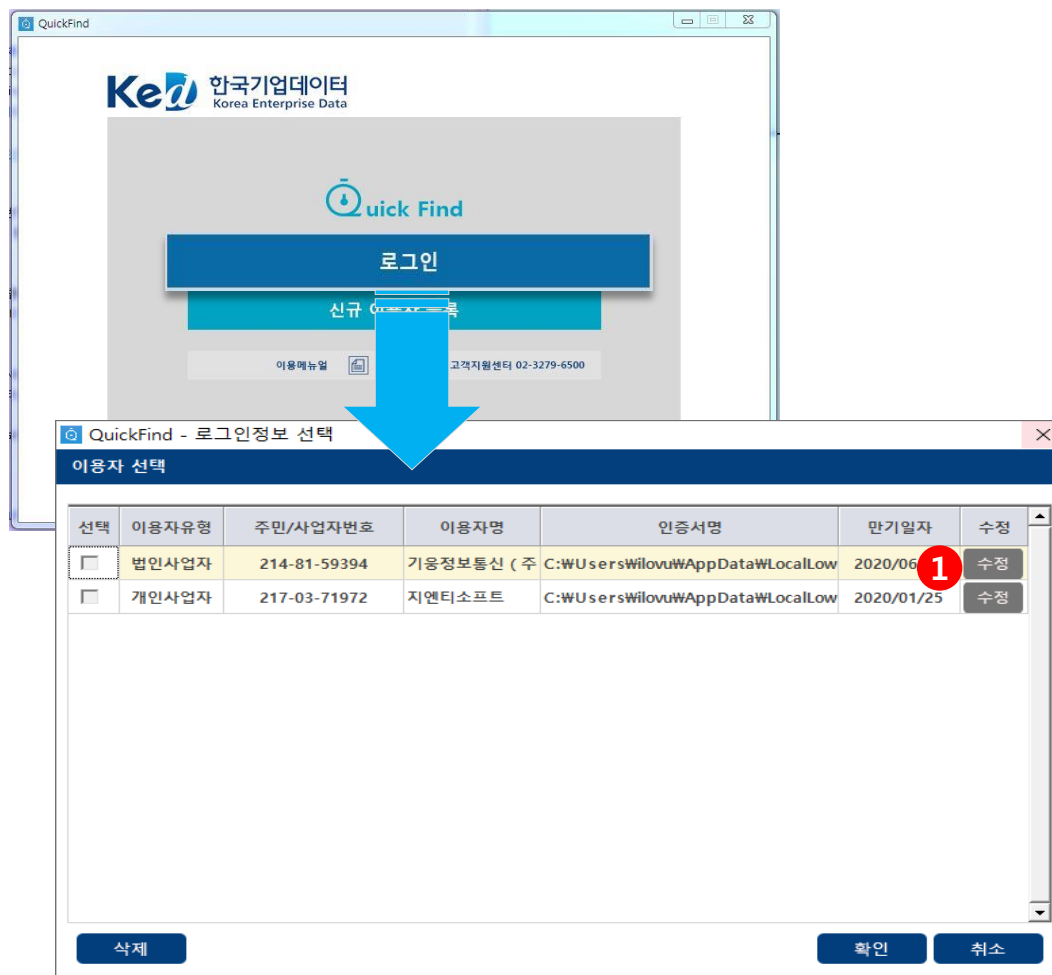 QuickFind
Ked 한국기업데이터
Korea Enterprise Data
Quick Find
로그인
신규
이용메뉴얼 고객지원센터 02-3279-6500
QuickFind - 로그인정보 선택
이용자 선택
선택 이용자유형 주민/사업자번호 이용자명 인증서명 만기일자 수정
법인사업자 214-81-59394 기웅정보통신 ( 주 C:₩Users₩ilovu₩AppData₩LocalLow 2020/06 1 수정
개인사업자 217-03-71972 지엔티소프트 C:₩Users₩ilovu₩AppData₩LocalLow 2020/01/25 수정
삭제 확인 취소